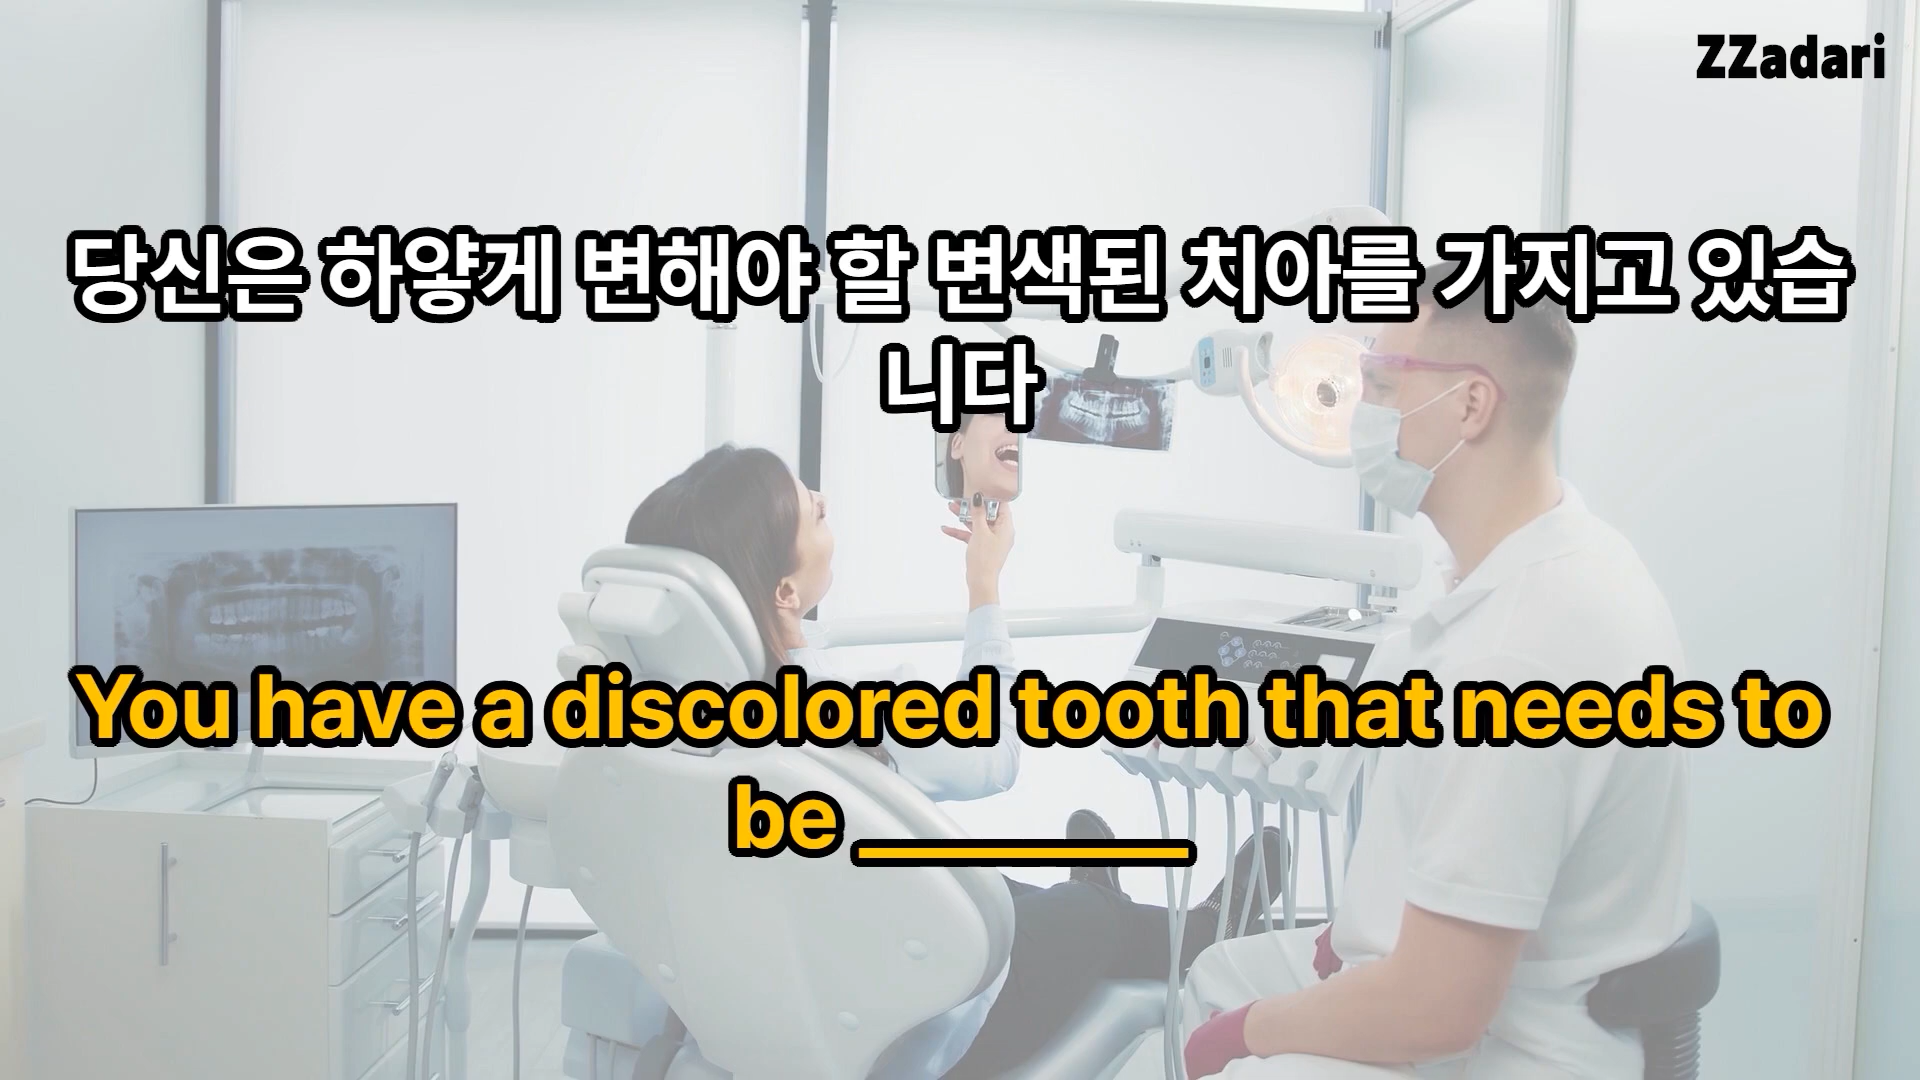 ZZadari
당신은 하얗게 변해야 할 변색된 치아를 가지고 있습
니다
You have a discolored tooth that needs to
be ________